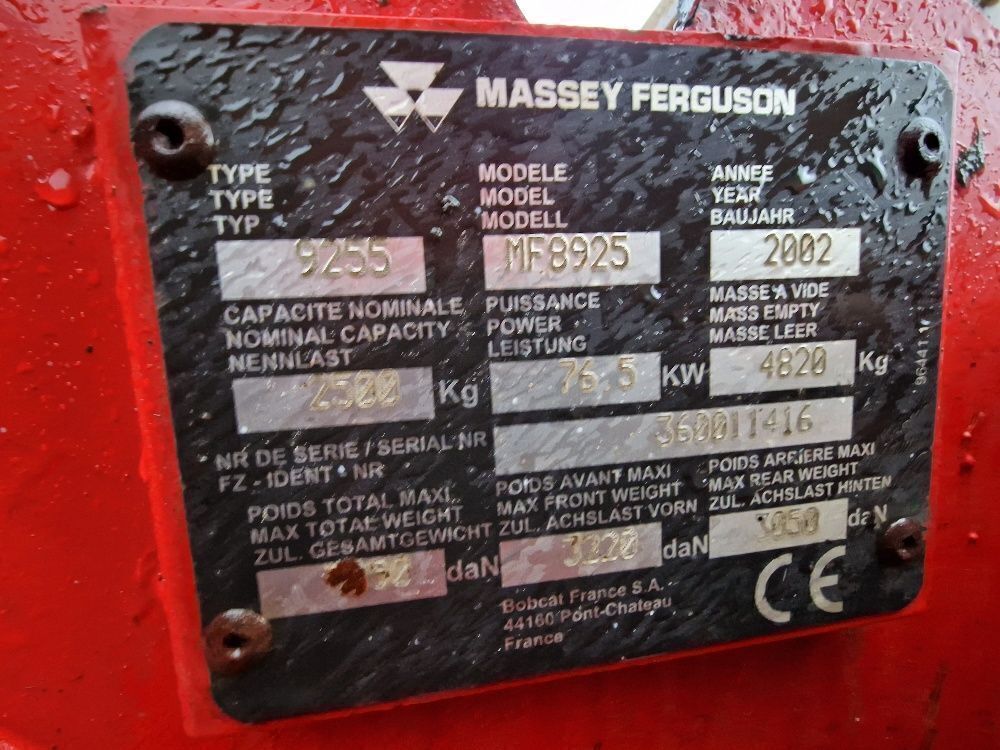 MASSEY FERGUSON
TYPE MODELE ANNEE
TYPE MODEL YEAR
TYP MODELL BAUJAHR
9255 MF8925 2002
CAPACITE NOMINALE PUISSANCE MASSE A VIDE
NOMINAL CAPACITY POWER MASS EMPTY
NENNLAST LEISTUNG MASSE LEER
2500 Kg 76.5 KW 4820 Kg
NR DE SERIE / SERIAL NR 360011416
FZ - IDENT • NR
POIDS TOTAL MAXI POIDS AVANT MAXI POIDS ARRIERE MAXI
MAX TOTAL WEIGHT MAX FRONT WEIGHT MAX REAR WEIGHT
ZUL. GESAMTGEWICHT ZUL. ACHSLAST VORN ZUL. ACHSLAST HINTEN
daN 3320 daN 3950 daN
Bobcat France S.A.
44160 Pont-Chateau
France
CE